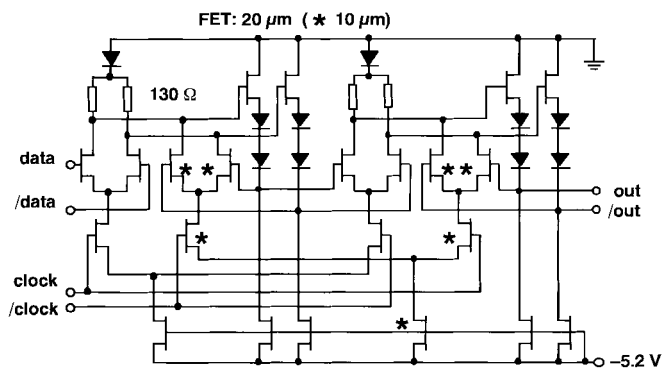 FET: 20 μm ( * 10 μm)
130 Ω
data
* *
* *
/data
out
/out
*
*
clock
/clock
*
–5.2 V